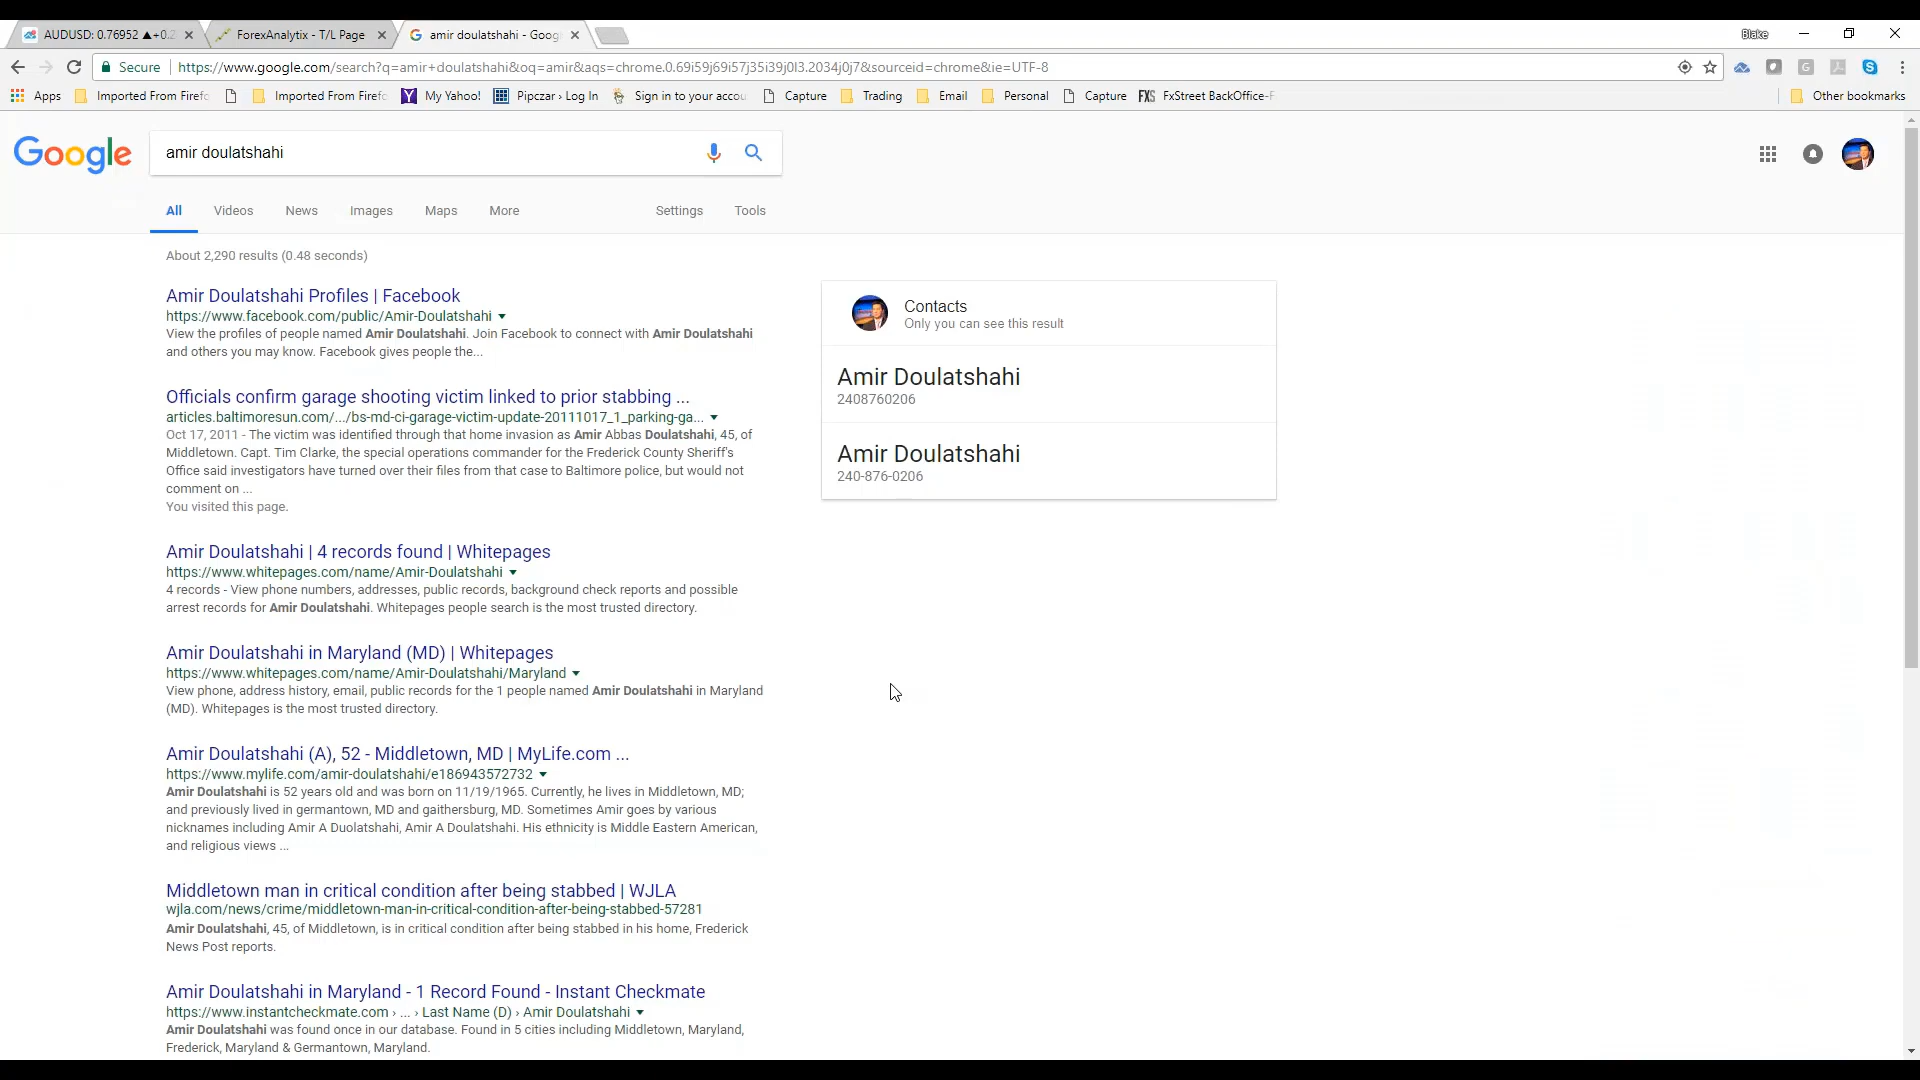 AUDUSD: 0.76952 ▲+0.2
ForexAnalytix - T/L Page
amir doulatshahi - Goog
Blake
Secure
https://www.google.com/search?q=amir+doulatshahi&oq=amir&aqs=chrome.0.69i59j69i57j35i39j0l3.2034j0j7&sourceid=chrome&ie=UTF-8
Apps
Imported From Firefo
Imported From Firefo
My Yahoo!
Pipczar › Log In
Sign in to your accou
Capture
Trading
Email
Personal
Capture
FXS FxStreet BackOffice-F
Other bookmarks
Google
amir doulatshahi
All
Videos
News
Images
Maps
More
Settings
Tools
About 2,290 results (0.48 seconds)
Amir Doulatshahi Profiles | Facebook
https://www.facebook.com/public/Amir-Doulatshahi
View the profiles of people named Amir Doulatshahi. Join Facebook to connect with Amir Doulatshahi
and others you may know. Facebook gives people the...
Officials confirm garage shooting victim linked to prior stabbing ...
articles.baltimoresun.com/.../bs-md-ci-garage-victim-update-20111017_1_parking-ga...
Oct 17, 2011 - The victim was identified through that home invasion as Amir Abbas Doulatshahi, 45, of
Middletown. Capt. Tim Clarke, the special operations commander for the Frederick County Sheriff's
Office said investigators have turned over their files from that case to Baltimore police, but would not
comment on ...
You visited this page.
Amir Doulatshahi | 4 records found | Whitepages
https://www.whitepages.com/name/Amir-Doulatshahi
4 records - View phone numbers, addresses, public records, background check reports and possible
arrest records for Amir Doulatshahi. Whitepages people search is the most trusted directory.
Amir Doulatshahi in Maryland (MD) | Whitepages
https://www.whitepages.com/name/Amir-Doulatshahi/Maryland
View phone, address history, email, public records for the 1 people named Amir Doulatshahi in Maryland
(MD). Whitepages is the most trusted directory.
Amir Doulatshahi (A), 52 - Middletown, MD | MyLife.com ...
https://www.mylife.com/amir-doulatshahi/e186943572732
Amir Doulatshahi is 52 years old and was born on 11/19/1965. Currently, he lives in Middletown, MD;
and previously lived in germantown, MD and gaithersburg, MD. Sometimes Amir goes by various
nicknames including Amir A Duolatshahi, Amir A Doulatshahi. His ethnicity is Middle Eastern American,
and religious views ...
Middletown man in critical condition after being stabbed | WJLA
wjla.com/news/crime/middletown-man-in-critical-condition-after-being-stabbed-57281
Amir Doulatshahi, 45, of Middletown, is in critical condition after being stabbed in his home, Frederick
News Post reports.
Amir Doulatshahi in Maryland - 1 Record Found - Instant Checkmate
https://www.instantcheckmate.com › ... › Last Name (D) › Amir Doulatshahi
Amir Doulatshahi was found once in our database. Found in 5 cities including Middletown, Maryland,
Frederick, Maryland & Germantown, Maryland.
Contacts
Only you can see this result
Amir Doulatshahi
2408760206
Amir Doulatshahi
240-876-0206